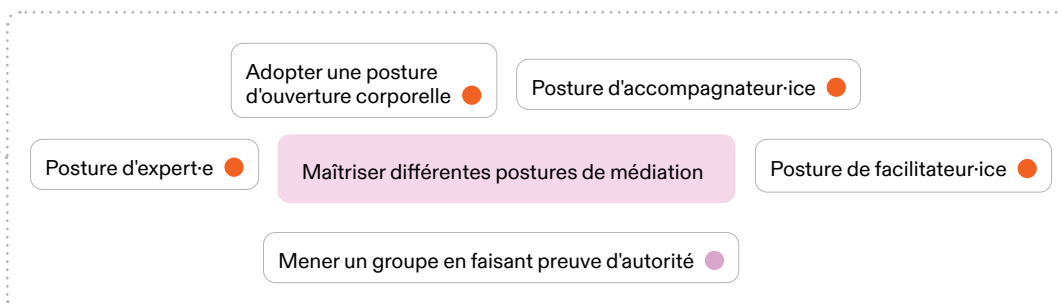 Adopter une posture
d'ouverture corporelle
Posture d'accompagnateur·ice
Posture d'expert·e
Maîtriser différentes postures de médiation
Posture de facilitateur·ice
Mener un groupe en faisant preuve d'autorité